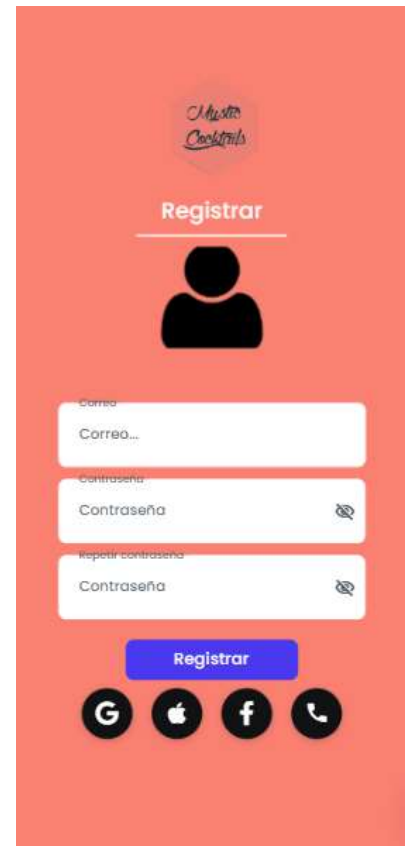 Mystic
Cocktails
Registrar
Correo
Correo...
Contraseña
Contraseña
Repetir contraseña
Contraseña
Registrar
G
f